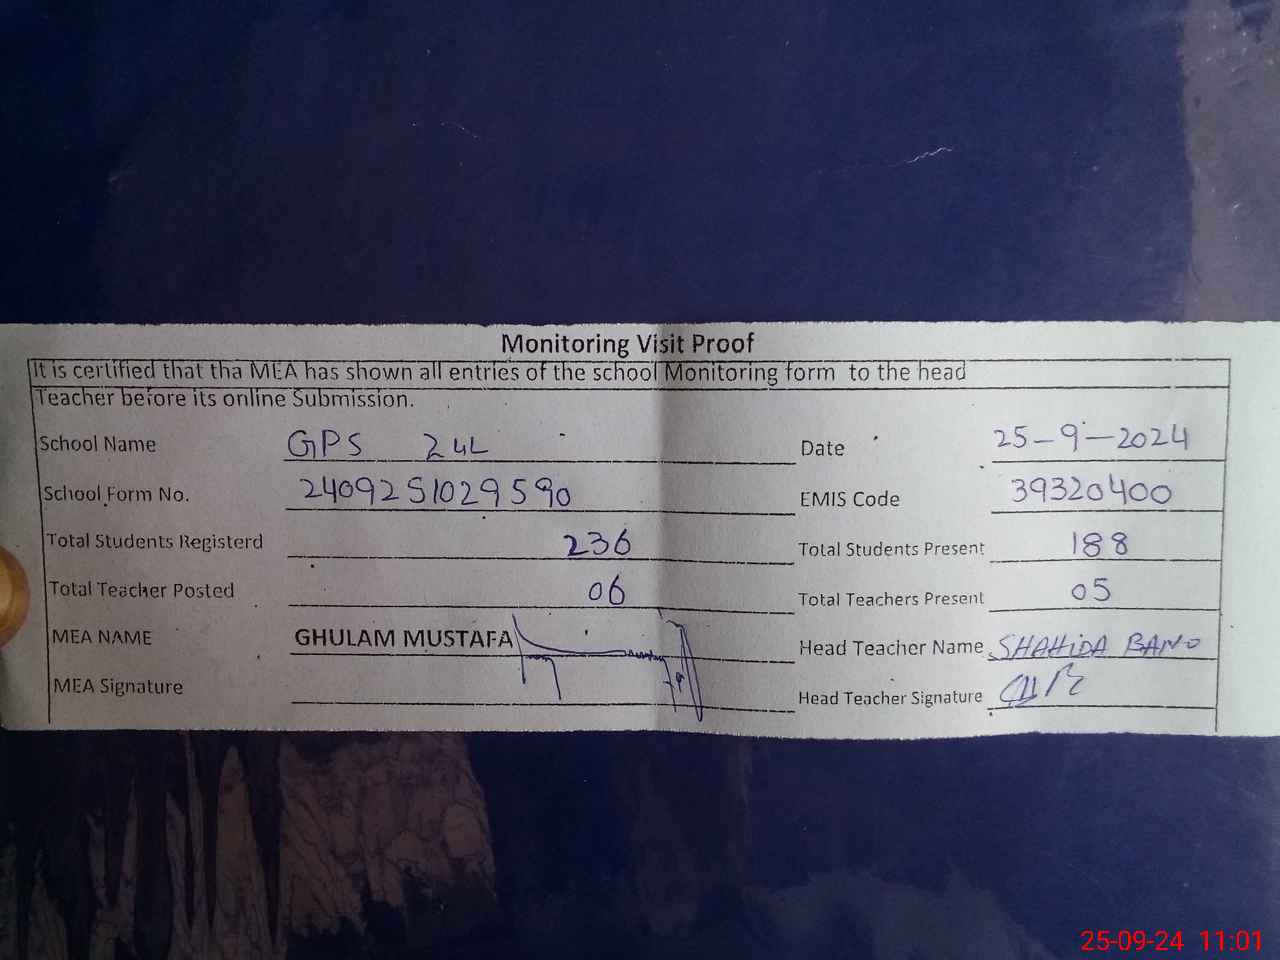 Monitoring Visit Proof
It is certified that tha MEA has shown all entries of the school Monitoring form to the head
Teacher before its online Submission.
School Name GPS 24L Date 25-9-2024
School Form No. 2409251029590 EMIS Code 39320400
Total Students Registerd 236 Total Students Present 188
Total Teacher Posted 06 Total Teachers Present 05
MEA NAME GHULAM MUSTAFA Head Teacher Name SHAHIDA BANO
MEA Signature Head Teacher Signature
25-09-24 11:01